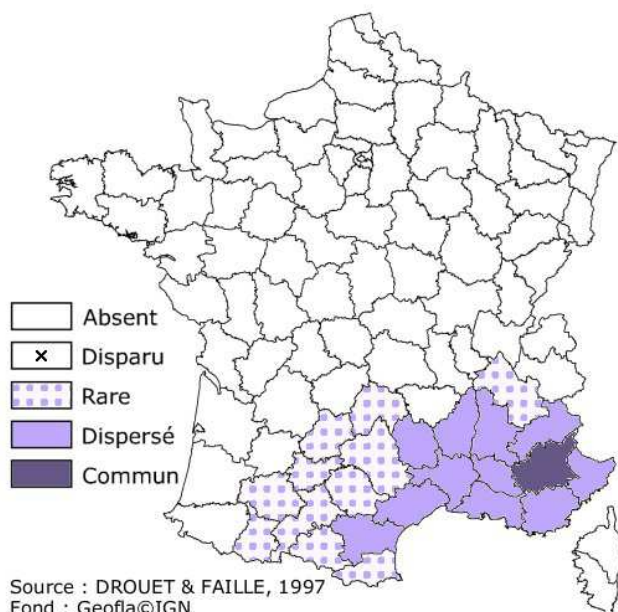 Absent
Disparu
Rare
Dispersé
Commun
Source : DROUET & FAILLE, 1997
Fond : Geofla©IGN